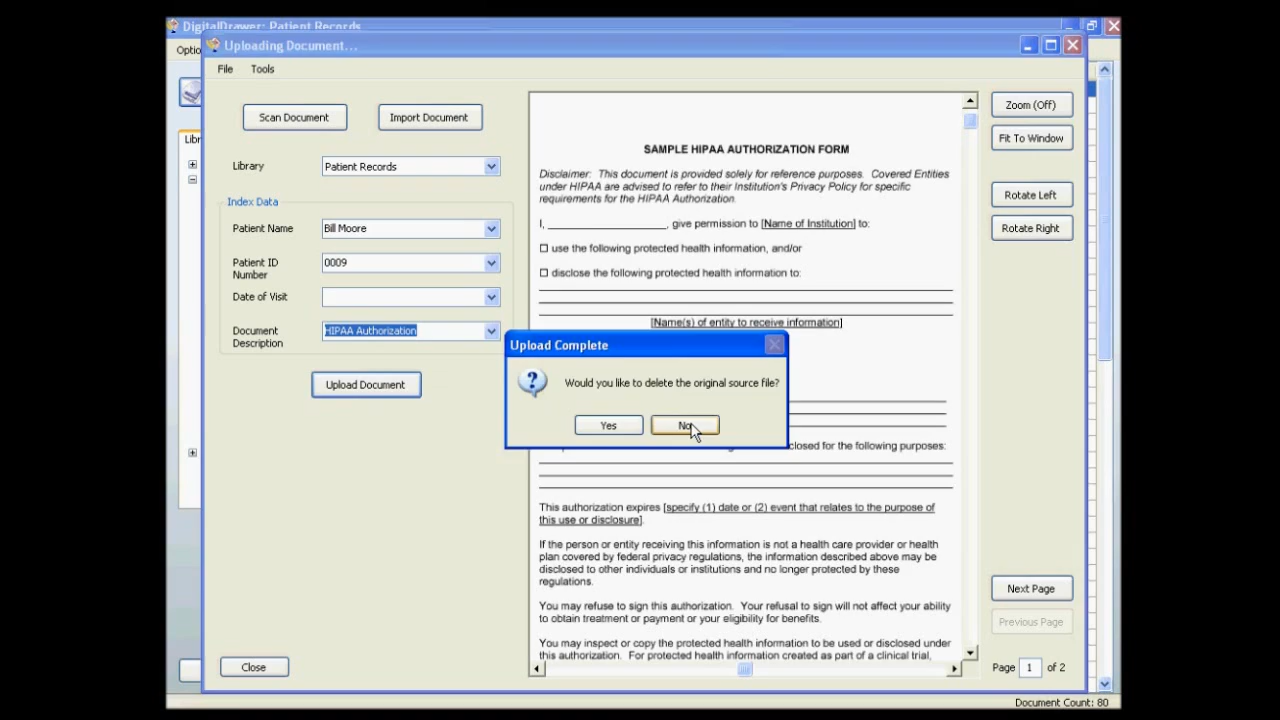 DigitalDrawer: Patient Records
Optio
Uploading Document...
File Tools
Scan Document Import Document
Library Patient Records
Index Data
Patient Name Bill Moore
Patient ID
Number 0009
Date of Visit
Document
Description HIPAA Authorization
Upload Document
Close
Libr
SAMPLE HIPAA AUTHORIZATION FORM
Disclaimer: This document is provided solely for reference purposes. Covered Entities
under HIPAA are advised to refer to their Institution's Privacy Policy for specific
requirements for the HIPAA Authorization.
I, ____________________, give permission to [Name of Institution] to:
☐ use the following protected health information, and/or
☐ disclose the following protected health information to:
[Name(s) of entity to receive information]
Upload Complete
Would you like to delete the original source file?
Yes No
closed for the following purposes:
This authorization expires [specify (1) date or (2) event that relates to the purpose of
this use or disclosure].
If the person or entity receiving this information is not a health care provider or health
plan covered by federal privacy regulations, the information described above may be
disclosed to other individuals or institutions and no longer protected by these
regulations.
You may refuse to sign this authorization. Your refusal to sign will not affect your ability
to obtain treatment or payment or your eligibility for benefits.
You may inspect or copy the protected health information to be used or disclosed under
this authorization. For protected health information created as part of a clinical trial,
Zoom (Off)
Fit To Window
Rotate Left
Rotate Right
Next Page
Previous Page
Page 1 of 2
Document Count: 80